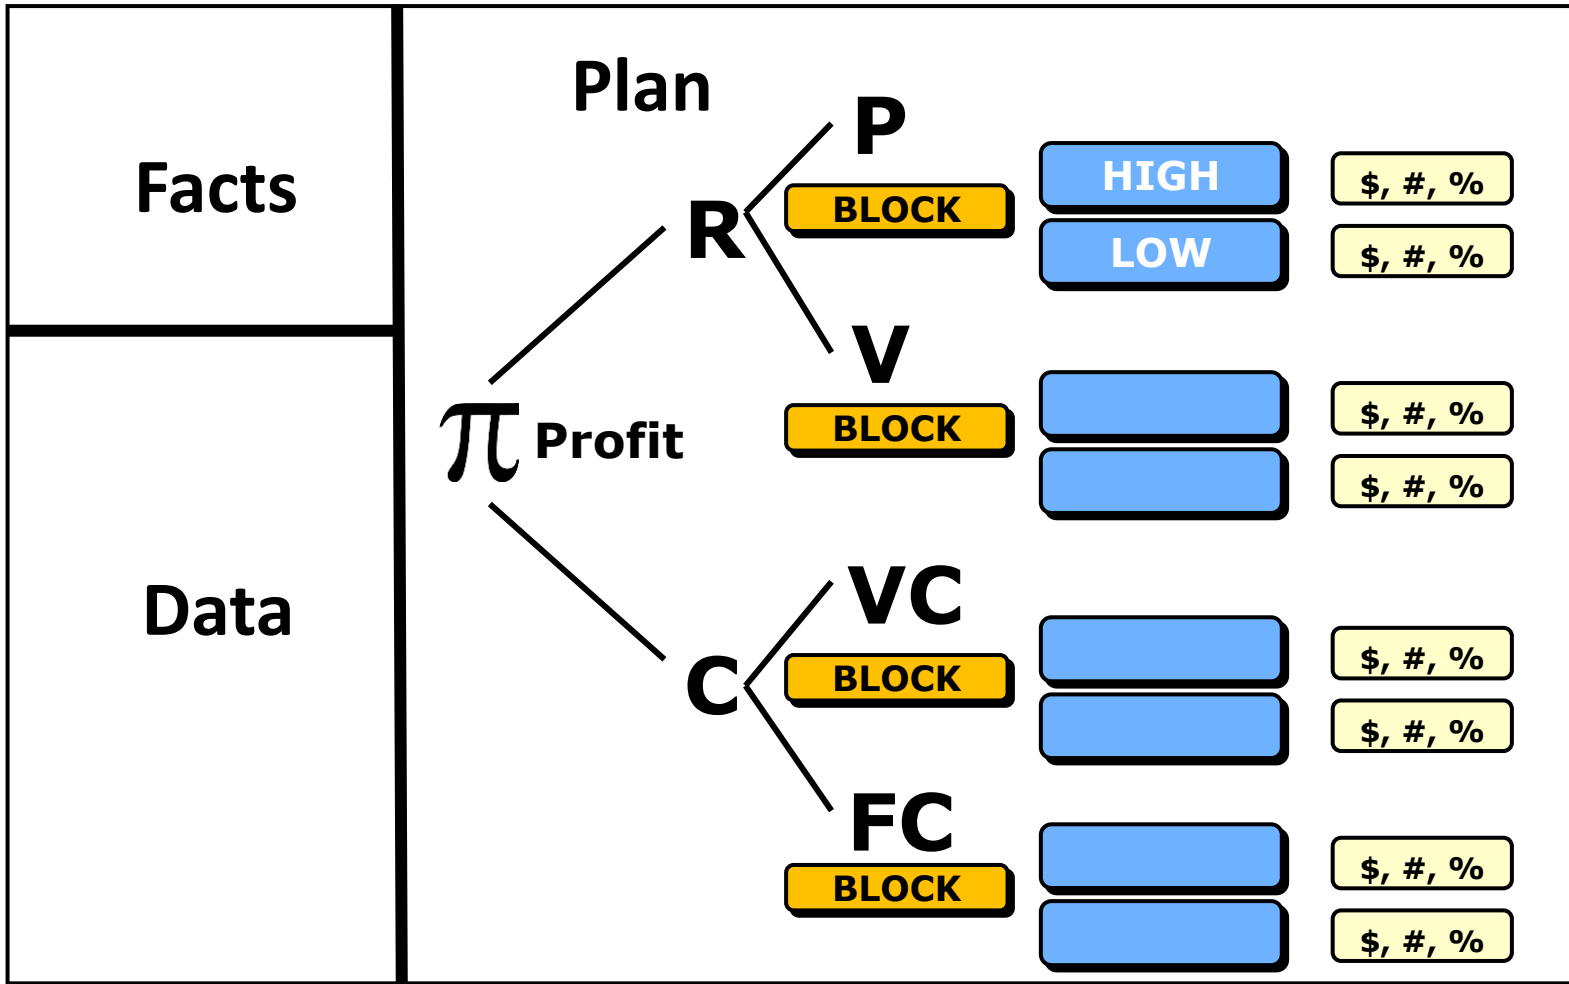 Facts
Data
Plan
π Profit
R
P
BLOCK
HIGH
$, #, %
LOW
$, #, %
V
BLOCK
$, #, %
$, #, %
C
VC
BLOCK
$, #, %
$, #, %
FC
BLOCK
$, #, %
$, #, %